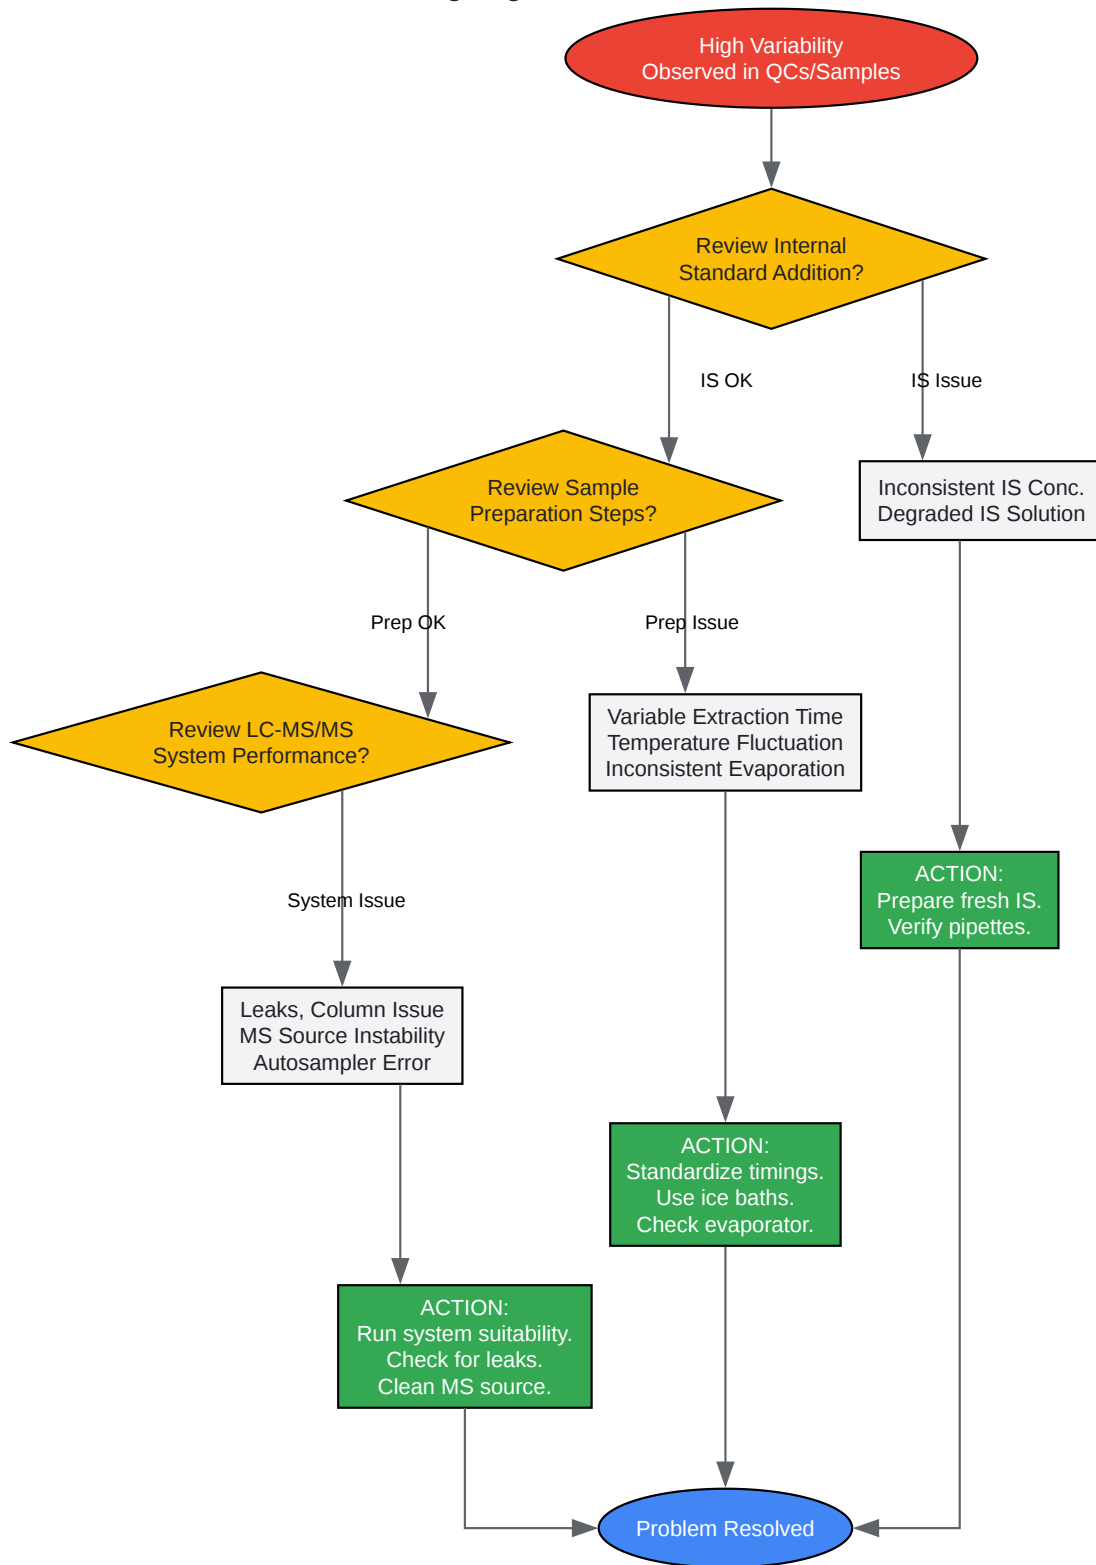 High Variability
Observed in QCs/Samples
Review Internal
Standard Addition?
IS OK
IS Issue
Review Sample
Preparation Steps?
Inconsistent IS Conc.
Degraded IS Solution
Prep OK
Prep Issue
Review LC-MS/MS
System Performance?
Variable Extraction Time
Temperature Fluctuation
Inconsistent Evaporation
ACTION:
Prepare fresh IS.
Verify pipettes.
System Issue
Leaks, Column Issue
MS Source Instability
Autosampler Error
ACTION:
Standardize timings.
Use ice baths.
Check evaporator.
ACTION:
Run system suitability.
Check for leaks.
Clean MS source.
Problem Resolved